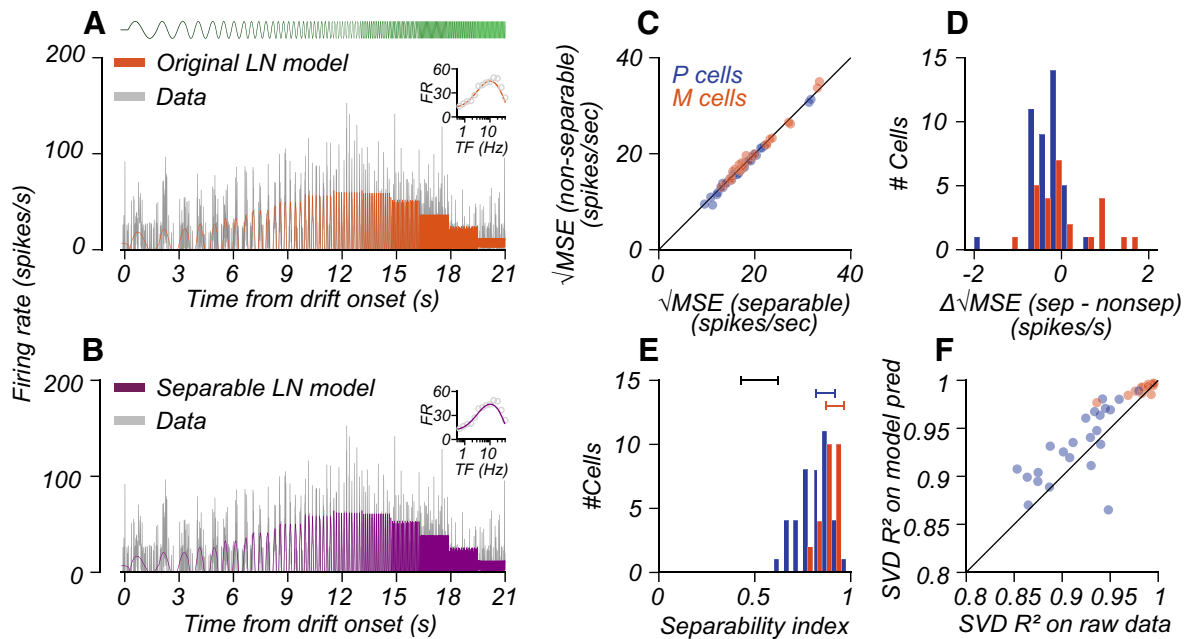 A
Original LN model
Data
200
100
0
0 3 6 9 12 15 18 21
Time from drift onset (s)
Firing rate (spikes/s)
60
30
0
FR
1 10
TF (Hz)
B
Separable LN model
Data
200
100
0
0 3 6 9 12 15 18 21
Time from drift onset (s)
60
30
0
FR
1 10
TF (Hz)
C
P cells
M cells
40
20
0
0 20 40
√MSE (non-separable)
(spikes/sec)
√MSE (separable)
(spikes/sec)
D
15
10
5
0
# Cells
-2 0 2
Δ√MSE (sep - nonsep)
(spikes/s)
E
15
10
5
0
#Cells
0 0.5 1
Separability index
F
1
0.95
0.9
0.85
0.8
SVD R² on model pred
0.8 0.85 0.9 0.95 1
SVD R² on raw data